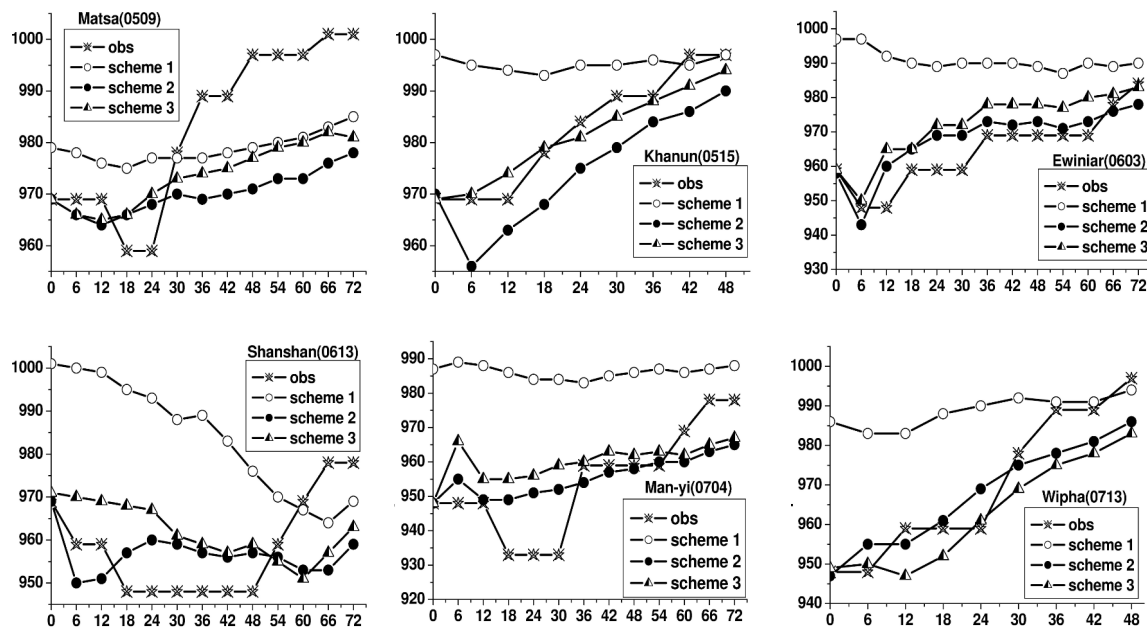 Matsa(0509)
obs
scheme 1
scheme 2
scheme 3
1000
990
980
970
960
0 6 12 18 24 30 36 42 48 54 60 66 72
Khanun(0515)
obs
scheme 1
scheme 2
scheme 3
1000
990
980
970
960
0 6 12 18 24 30 36 42 48
Ewiniar(0603)
obs
scheme 1
scheme 2
scheme 3
1000
990
980
970
960
950
940
930
0 6 12 18 24 30 36 42 48 54 60 66 72
Shanshan(0613)
obs
scheme 1
scheme 2
scheme 3
1000
990
980
970
960
950
0 6 12 18 24 30 36 42 48 54 60 66 72
Man-yi(0704)
obs
scheme 1
scheme 2
scheme 3
990
980
970
960
950
940
930
920
0 6 12 18 24 30 36 42 48 54 60 66 72
Wipha(0713)
obs
scheme 1
scheme 2
scheme 3
1000
990
980
970
960
950
940
0 6 12 18 24 30 36 42 48